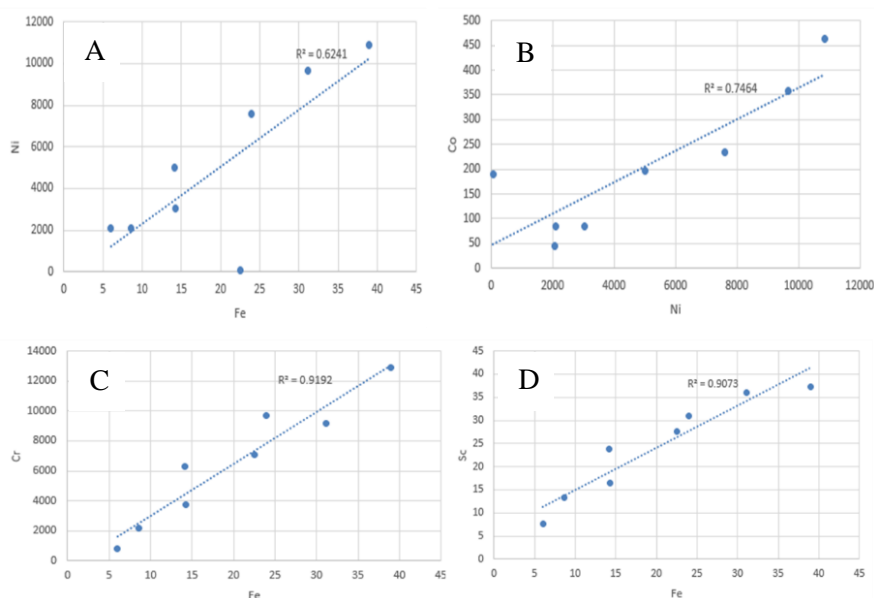 A
R² = 0.6241
12000
10000
8000
6000
4000
2000
0
Ni
0 5 10 15 20 25 30 35 40 45
Fe
B
R² = 0.7464
500
450
400
350
300
250
200
150
100
50
0
Co
0 2000 4000 6000 8000 10000 12000
Ni
C
R² = 0.9192
14000
12000
10000
8000
6000
4000
2000
0
Cr
0 5 10 15 20 25 30 35 40 45
Fe
D
R² = 0.9073
45
40
35
30
25
20
15
10
5
0
Sc
0 5 10 15 20 25 30 35 40 45
Fe